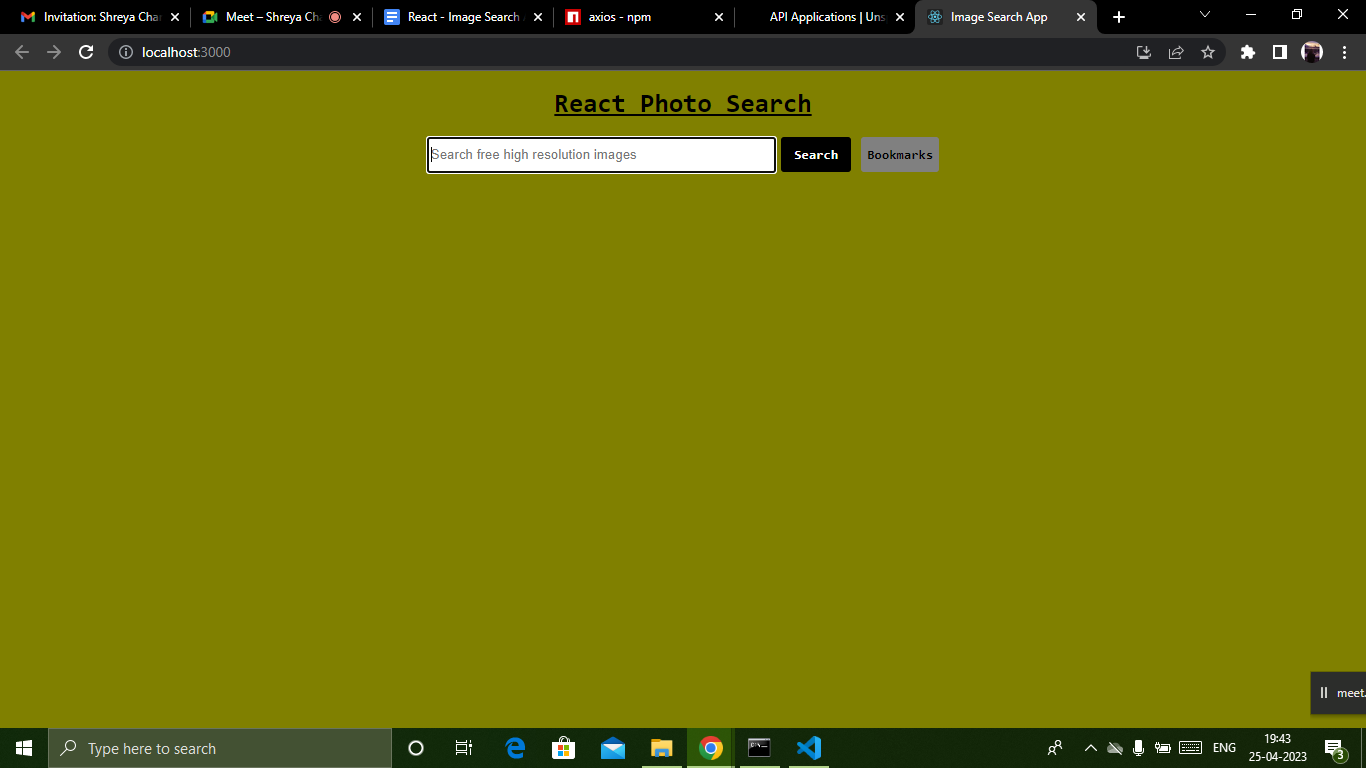 Invitation: Shreya Char
Meet – Shreya Ch
React - Image Search
axios - npm
API Applications | Uns
Image Search App
localhost:3000
React Photo Search
Search free high resolution images
Search
Bookmarks
meet.
Type here to search
ENG
19:43
25-04-2023
3